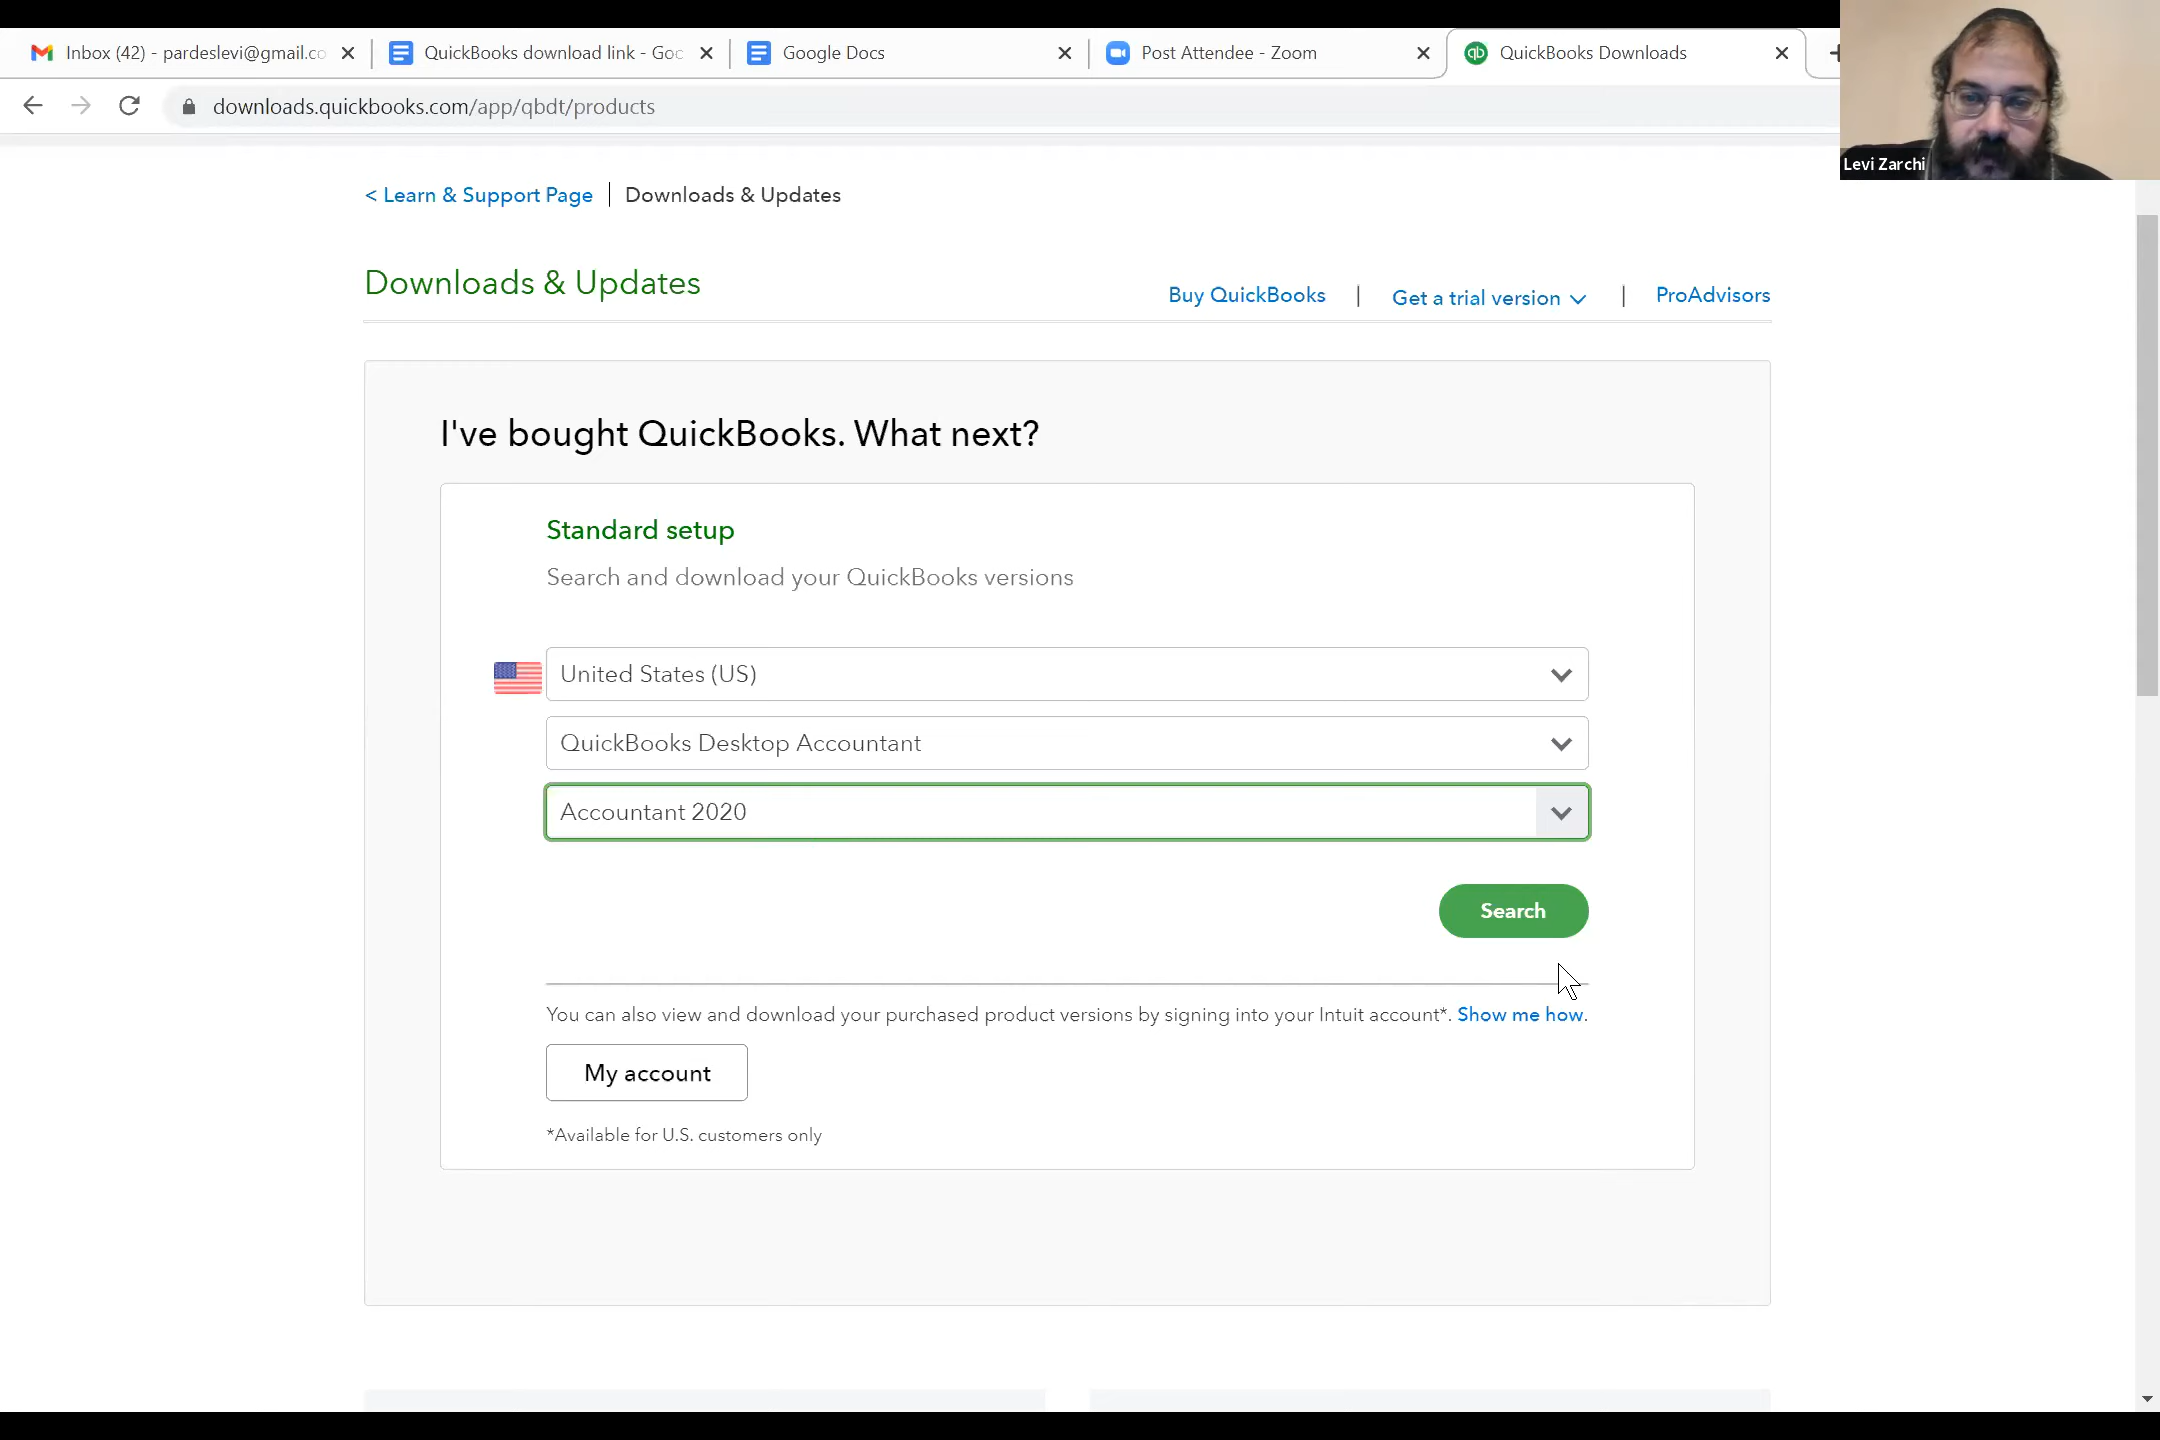 Inbox (42) - pardeslevi@gmail.co
QuickBooks download link - Goc
Google Docs
Post Attendee - Zoom
QuickBooks Downloads
downloads.quickbooks.com/app/qbdt/products
Levi Zarchi
< Learn & Support Page | Downloads & Updates
Downloads & Updates
Buy QuickBooks | Get a trial version | ProAdvisors
I've bought QuickBooks. What next?
Standard setup
Search and download your QuickBooks versions
United States (US)
QuickBooks Desktop Accountant
Accountant 2020
Search
You can also view and download your purchased product versions by signing into your Intuit account*. Show me how.
My account
*Available for U.S. customers only